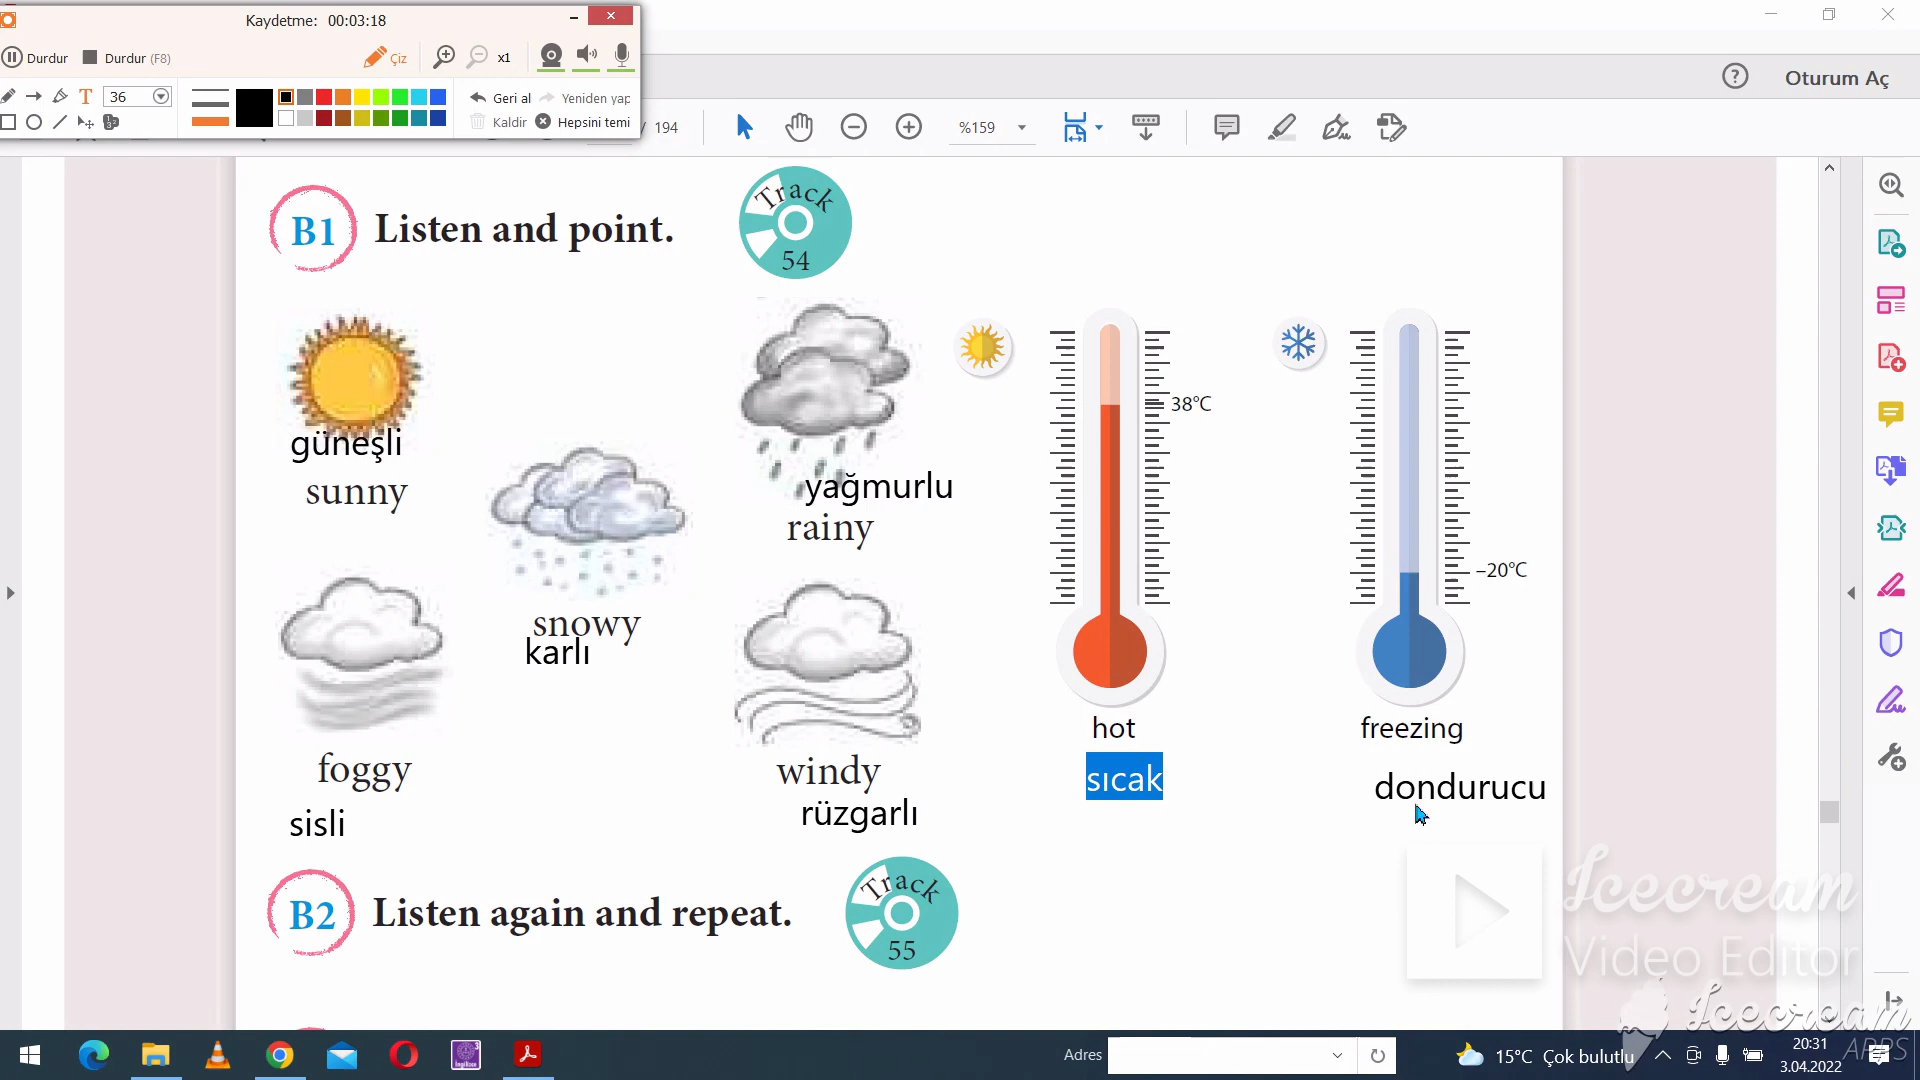 Kaydetme: 00:03:18
Durdur
Durdur (F8)
Çiz
x1
T
36
Geri al
Yeniden yap
Kaldır
Hepsini temi
Oturum Aç
/ 194
%159
B1
Listen and point.
Track
54
güneşli
sunny
yağmurlu
rainy
38°C
–20°C
snowy
karlı
foggy
sisli
windy
rüzgarlı
hot
sıcak
freezing
dondurucu
B2
Listen again and repeat.
Track
55
Icecream
Video Editor
Icecream
APPS
Adres
15°C Çok bulutlu
20:31
3.04.2022